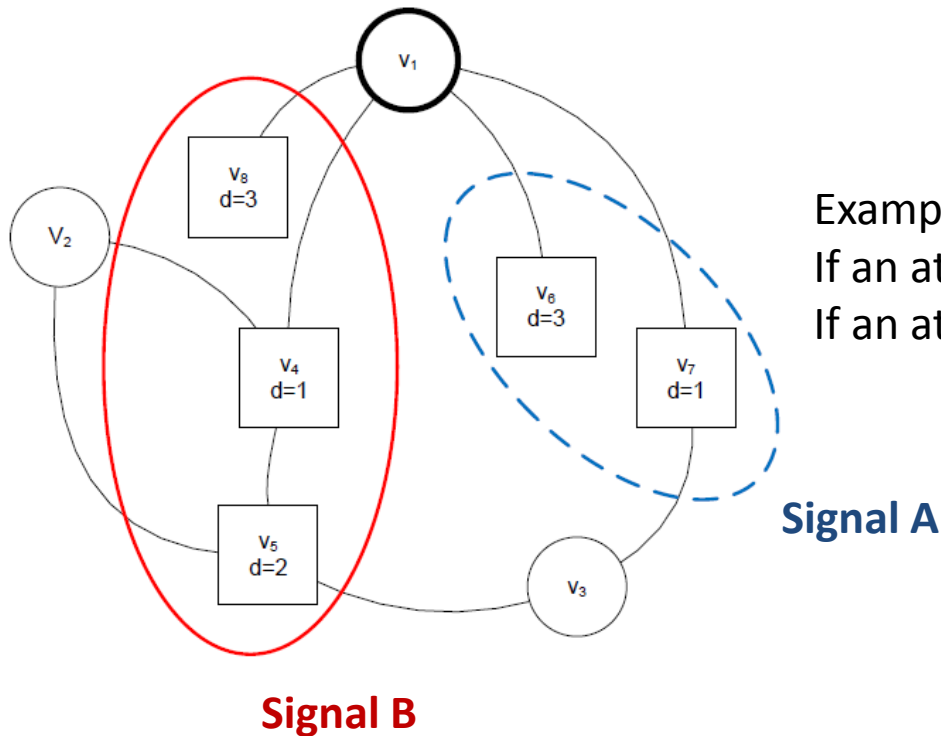 v₁
v₈
d=3
V₂
v₆
d=3
v₄
d=1
v₇
d=1
v₅
d=2
v₃
Signal A
Signal B
Examp
If an at
If an at